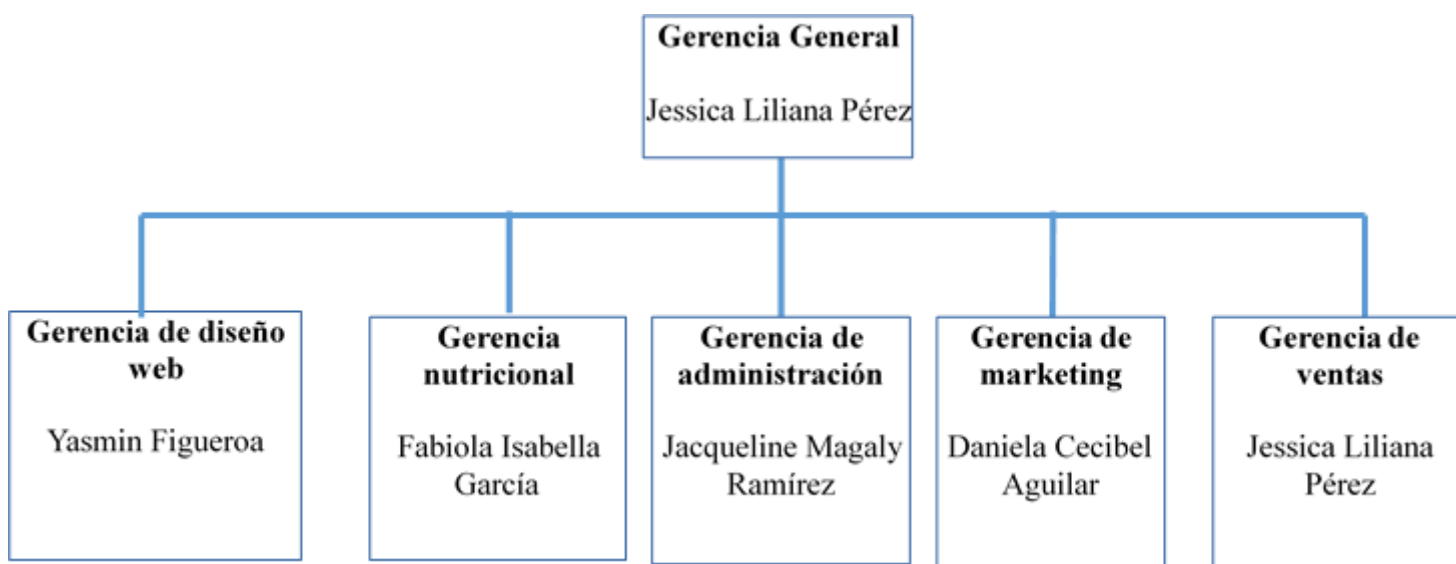 Gerencia General
Jessica Liliana Pérez
Gerencia de diseño
web
Yasmin Figueroa
Gerencia
nutricional
Fabiola Isabella
García
Gerencia de
administración
Jacqueline Magaly
Ramírez
Gerencia de
marketing
Daniela Cecibel
Aguilar
Gerencia de
ventas
Jessica Liliana
Pérez